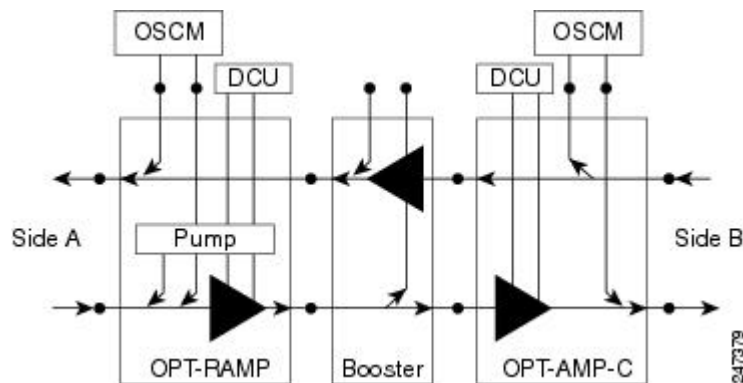 OSCM
OSCM
DCU
DCU
Side A
Pump
Side B
OPT-RAMP
Booster
OPT-AMP-C
247379